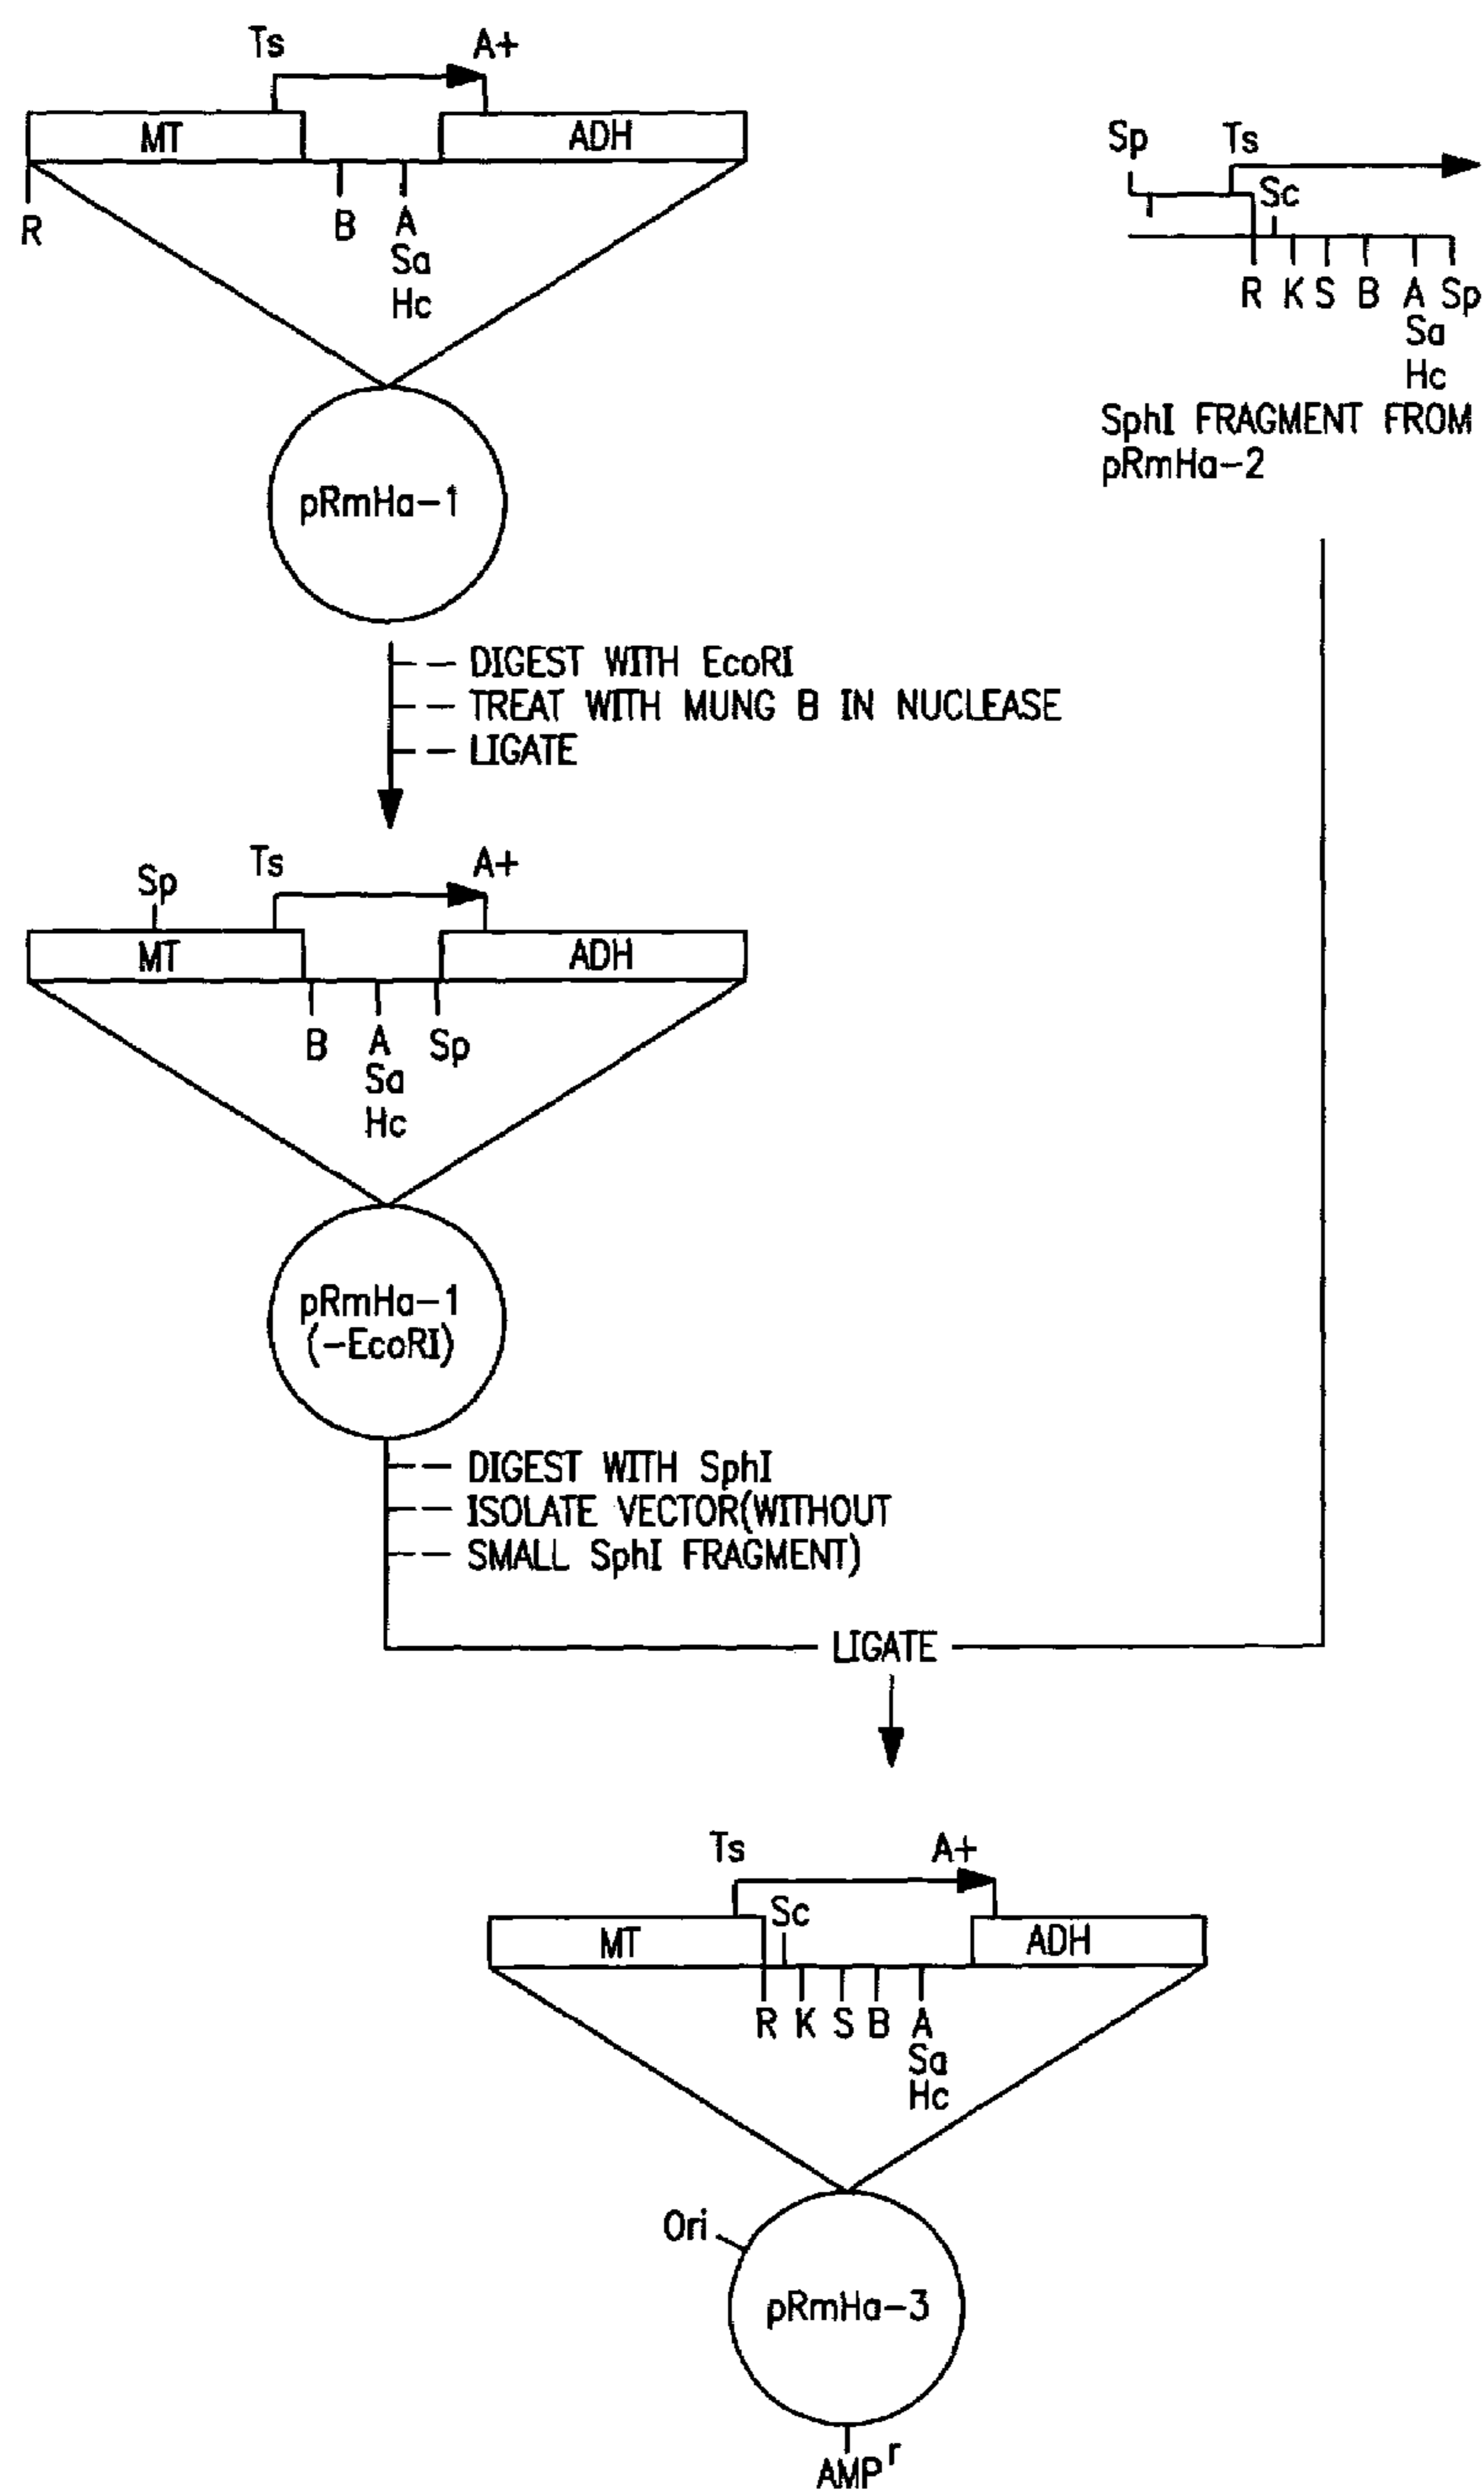 Ts A+
MT ADH
R B A
Sa
Hc
pRmHa-1
Sp Ts
Sc
R K S B A Sp
Sa
Hc
SphI FRAGMENT FROM
pRmHa-2
DIGEST WITH EcoRI
TREAT WITH MUNG B IN NUCLEASE
LIGATE
Sp Ts A+
MT ADH
B A Sp
Sa
Hc
pRmHa-1
(-EcoRI)
DIGEST WITH SphI
ISOLATE VECTOR(WITHOUT
SMALL SphI FRAGMENT)
LIGATE
Ts A+
Sc
MT ADH
R K S B A
Sa
Hc
Ori
pRmHa-3
AMP^r